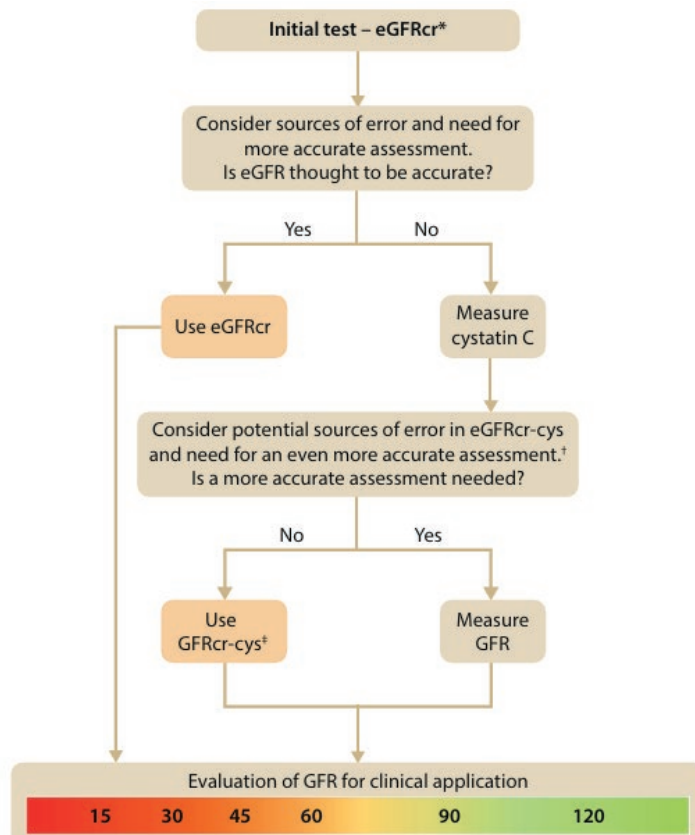 Initial test – eGFRcr*
Consider sources of error and need for
more accurate assessment.
Is eGFR thought to be accurate?
Yes
No
Use eGFRcr
Measure
cystatin C
Consider potential sources of error in eGFRcr-cys
and need for an even more accurate assessment.†
Is a more accurate assessment needed?
No
Yes
Use
GFRcr-cys‡
Measure
GFR
Evaluation of GFR for clinical application
15 30 45 60 90 120